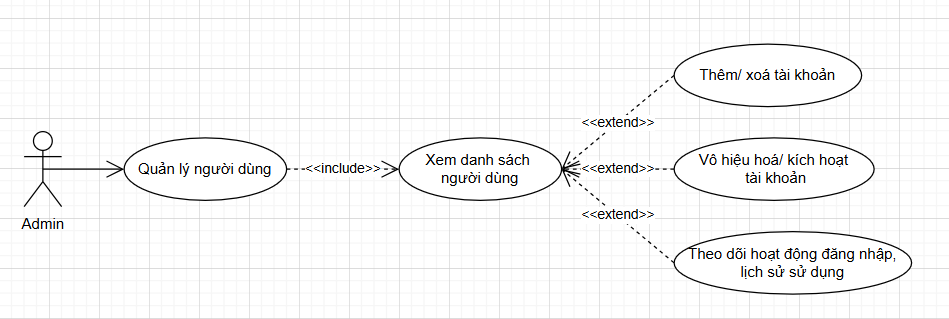 Thêm/ xoá tài khoản
<<extend>>
Quản lý người dùng
<<include>>
Xem danh sách
người dùng
<<extend>>
Vô hiệu hoá/ kích hoạt
tài khoản
Admin
<<extend>>
Theo dõi hoạt động đăng nhập,
lịch sử sử dụng